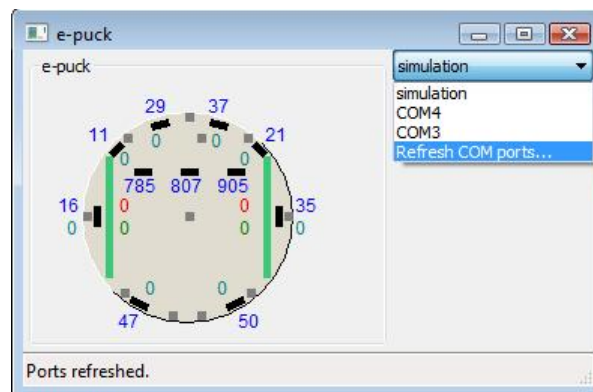 e-puck
e-puck
simulation
simulation
COM4
COM3
Refresh COM ports...
29 37
11 0 0 21
0 0
785 807 905
16 0 0 35
0 0 0 0
0 0
47 50
Ports refreshed.